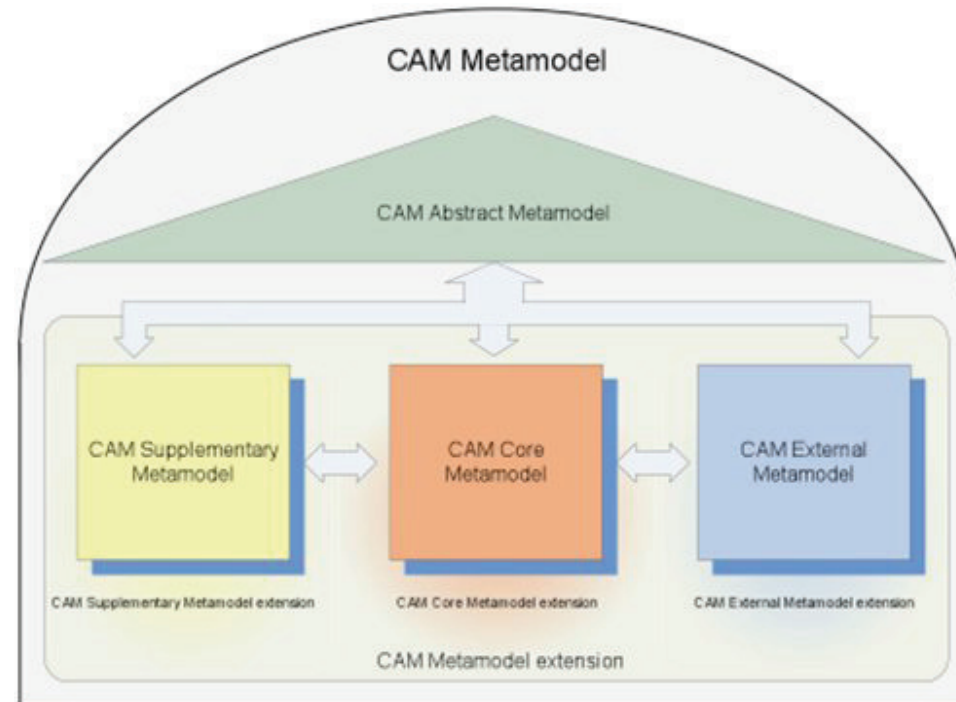 CAM Metamodel
CAM Abstract Metamodel
CAM Supplementary
Metamodel
CAM Core
Metamodel
CAM External
Metamodel
CAM Supplementary Metamodel extension
CAM Core Metamodel extension
CAM External Metamodel extension
CAM Metamodel extension